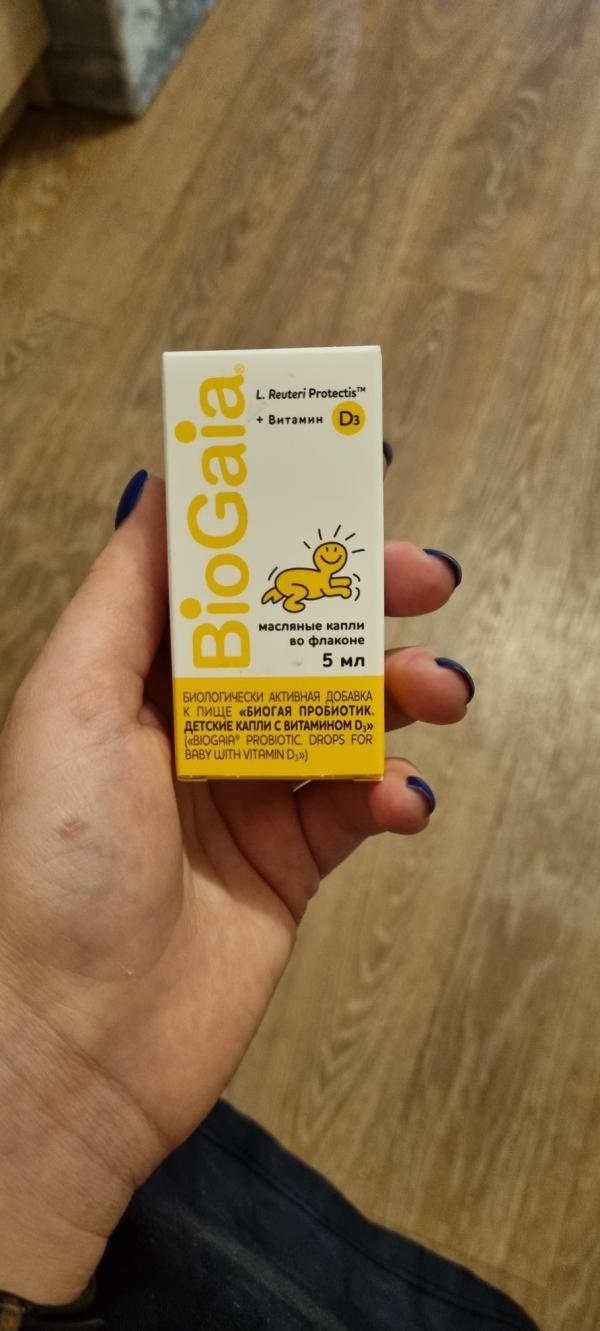 BioGaia®
L. Reuteri Protectis™
+ Витамин D3
масляные капли
во флаконе
5 мл
БИОЛОГИЧЕСКИ АКТИВНАЯ ДОБАВКА
К ПИЩЕ «БИОГАЯ ПРОБИОТИК.
ДЕТСКИЕ КАПЛИ С ВИТАМИНОМ D₃»
(«BIOGAIA® PROBIOTIC. DROPS FOR
BABY WITH VITAMIN D₃»)